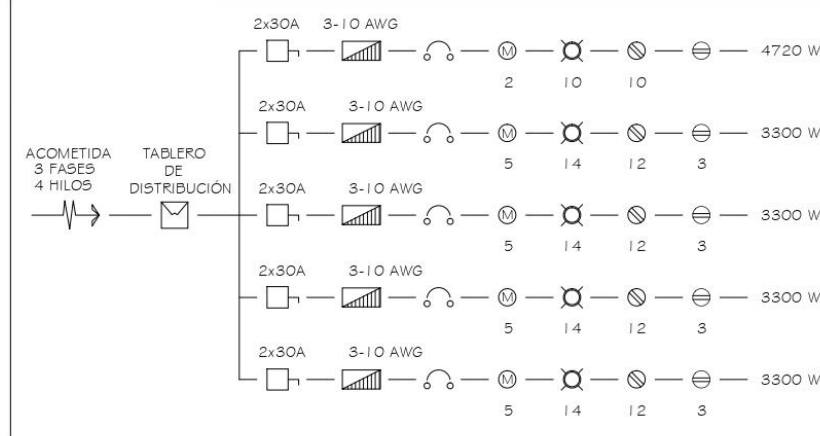 2x30A 3-10 AWG
M 4720 W
2 10 10
2x30A 3-10 AWG
M 3300 W
5 14 12 3
ACOMETIDA
3 FASES
4 HILOS
TABLERO
DE
DISTRIBUCIÓN
2x30A 3-10 AWG
M 3300 W
5 14 12 3
2x30A 3-10 AWG
M 3300 W
5 14 12 3
2x30A 3-10 AWG
M 3300 W
5 14 12 3